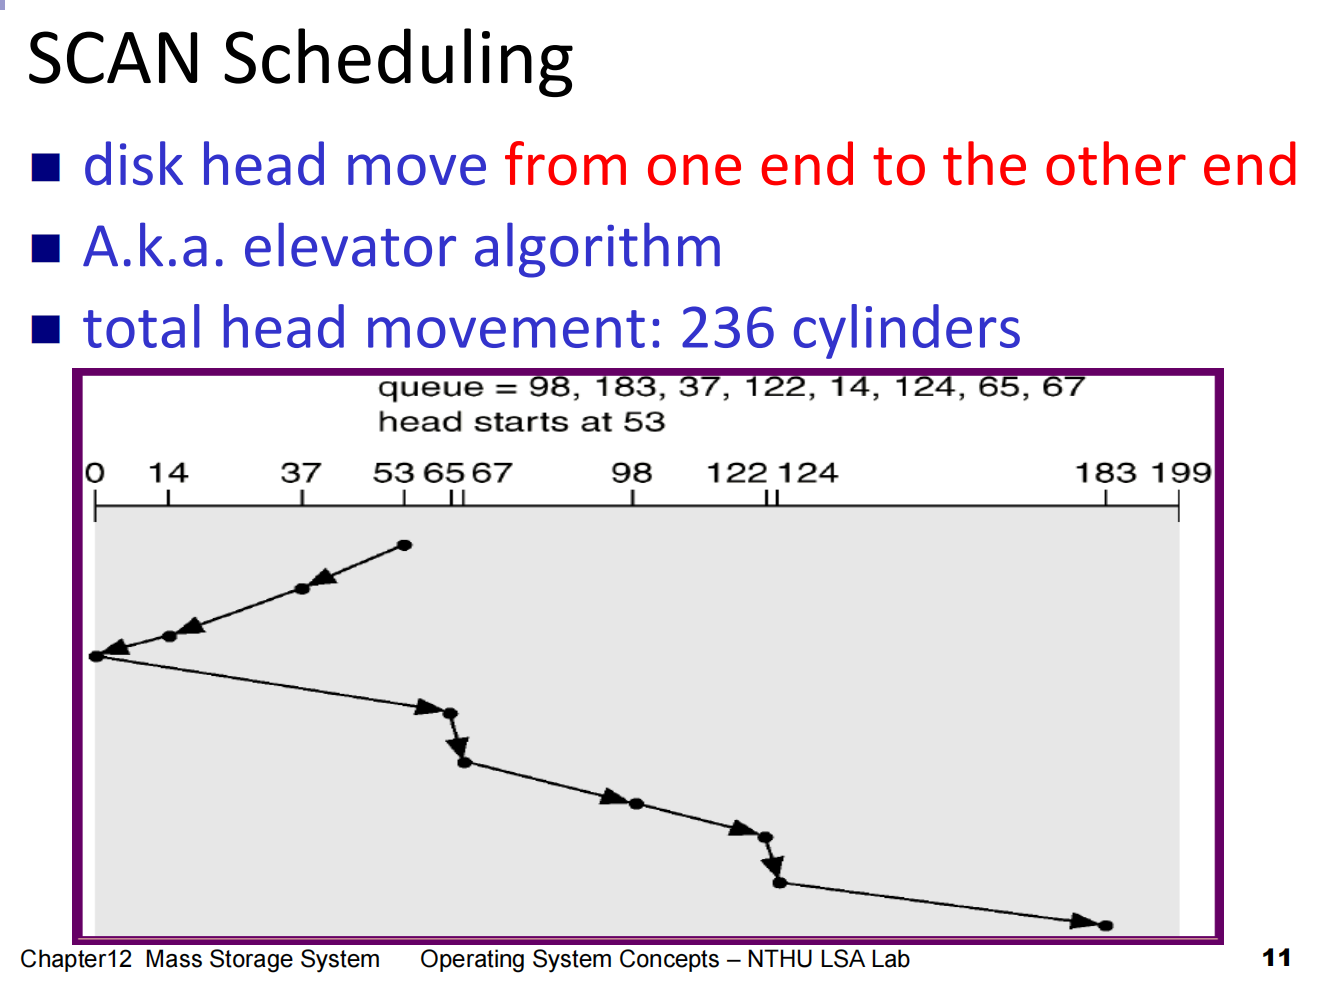 SCAN Scheduling
disk head move from one end to the other end
A.k.a. elevator algorithm
total head movement: 236 cylinders
queue = 98, 183, 37, 122, 14, 124, 65, 67
head starts at 53
0 14 37 53 65 67 98 122 124 183 199
Chapter12 Mass Storage System Operating System Concepts – NTHU LSA Lab 11